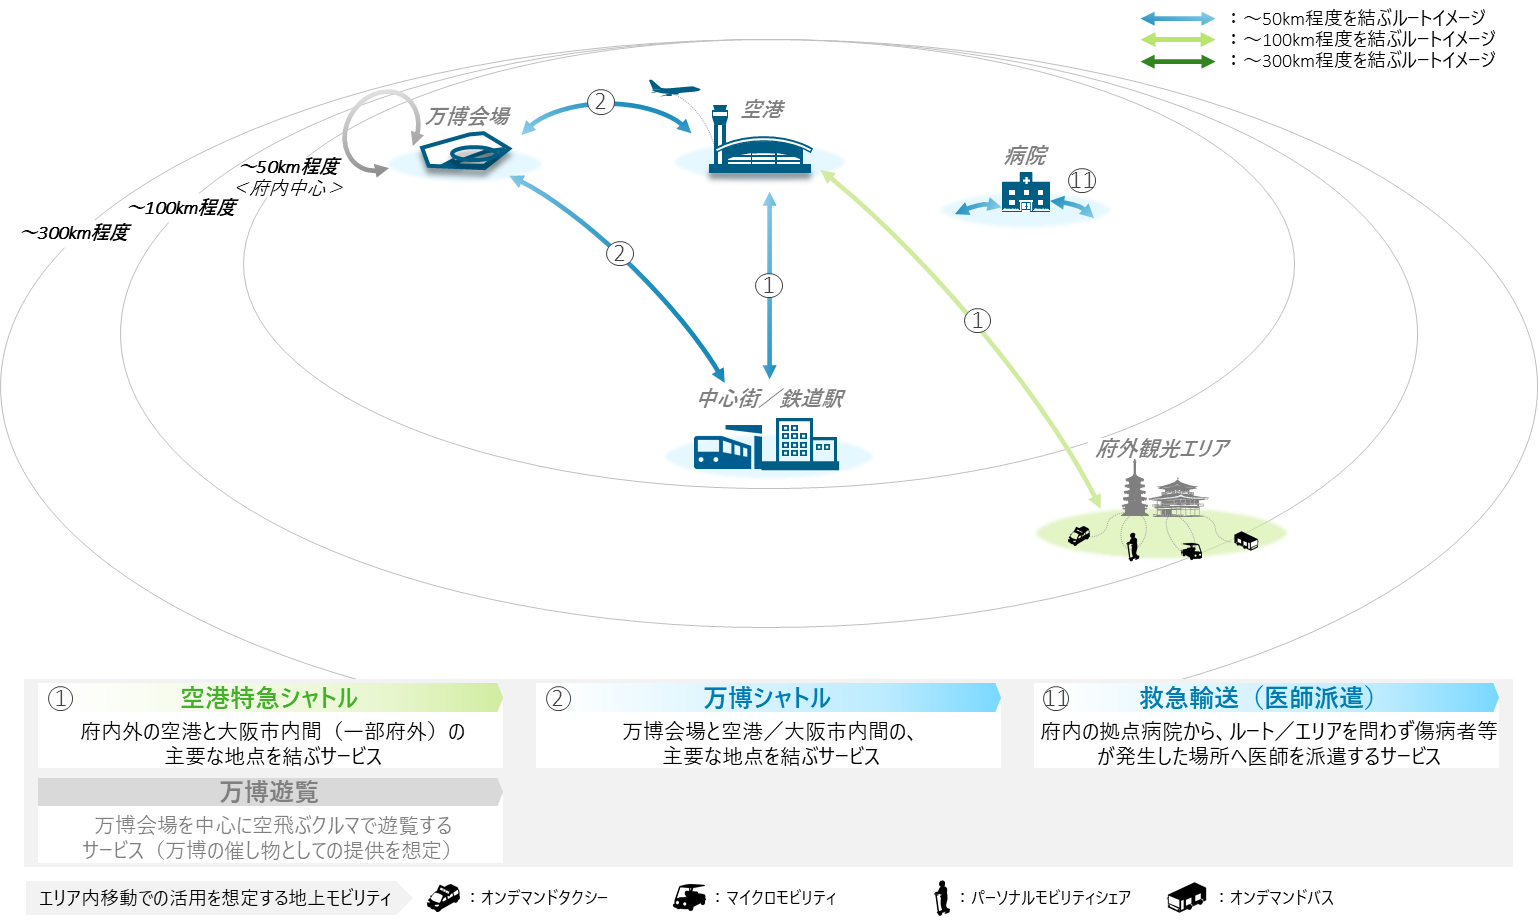 ：～50km程度を結ぶルートイメージ
：～100km程度を結ぶルートイメージ
：～300km程度を結ぶルートイメージ
万博会場
②
空港
病院
⑪
～50km程度
＜府内中心＞
～100km程度
～300km程度
②
①
①
中心街／鉄道駅
府外観光エリア
① 空港特急シャトル
府内外の空港と大阪市内間（一部府外）の
主要な地点を結ぶサービス
② 万博シャトル
万博会場と空港／大阪市内間の、
主要な地点を結ぶサービス
⑪ 救急輸送（医師派遣）
府内の拠点病院から、ルート／エリアを問わず傷病者等
が発生した場所へ医師を派遣するサービス
万博遊覧
万博会場を中心に空飛ぶクルマで遊覧する
サービス（万博の催し物としての提供を想定）
エリア内移動での活用を想定する地上モビリティ
：オンデマンドタクシー
：マイクロモビリティ
：パーソナルモビリティシェア
：オンデマンドバス